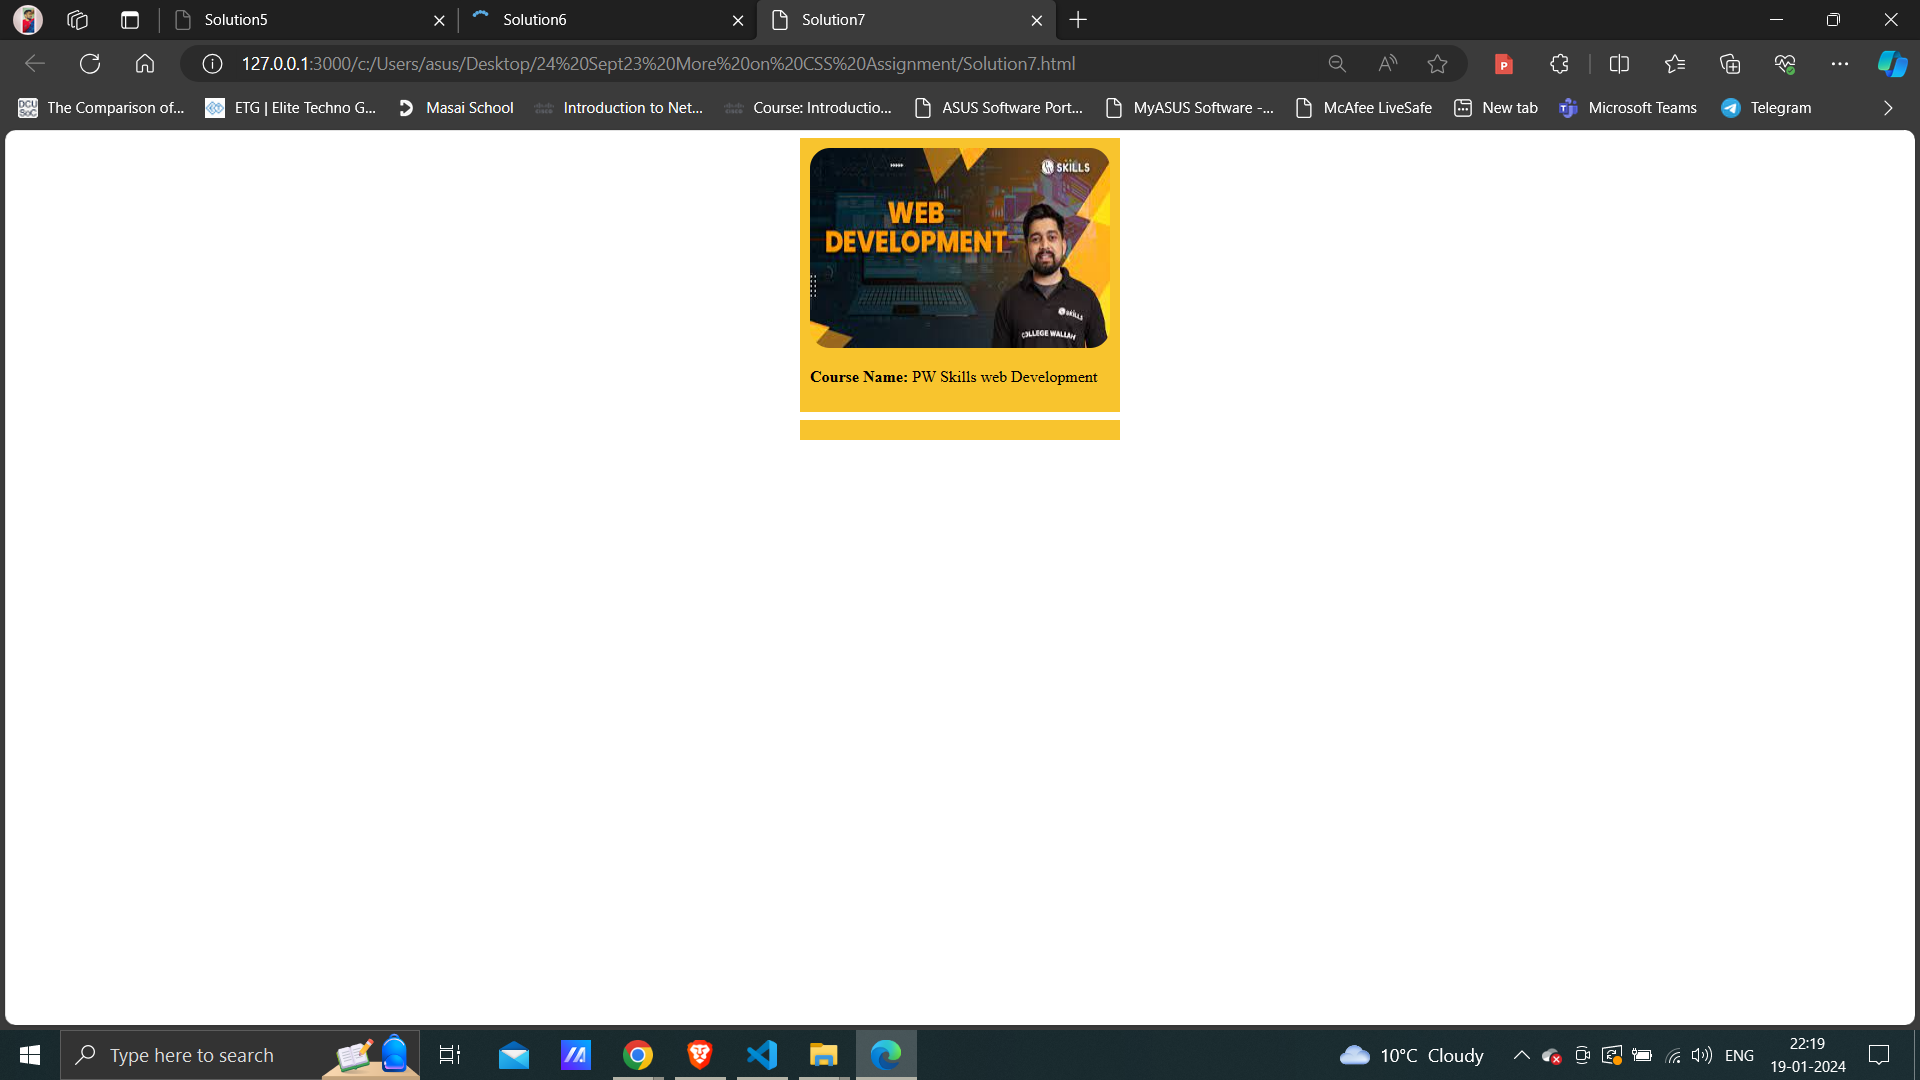 Solution5
Solution6
Solution7
127.0.0.1:3000/c:/Users/asus/Desktop/24%20Sept23%20More%20on%20CSS%20Assignment/Solution7.html
The Comparison of...
ETG | Elite Techno G...
Masai School
Introduction to Net...
Course: Introductio...
ASUS Software Port...
MyASUS Software -...
McAfee LiveSafe
New tab
Microsoft Teams
Telegram
SKILLS
WEB
DEVELOPMENT
SKILLS
COLLEGE WALLAH
Course Name: PW Skills web Development
Type here to search
10°C Cloudy
ENG
22:19
19-01-2024